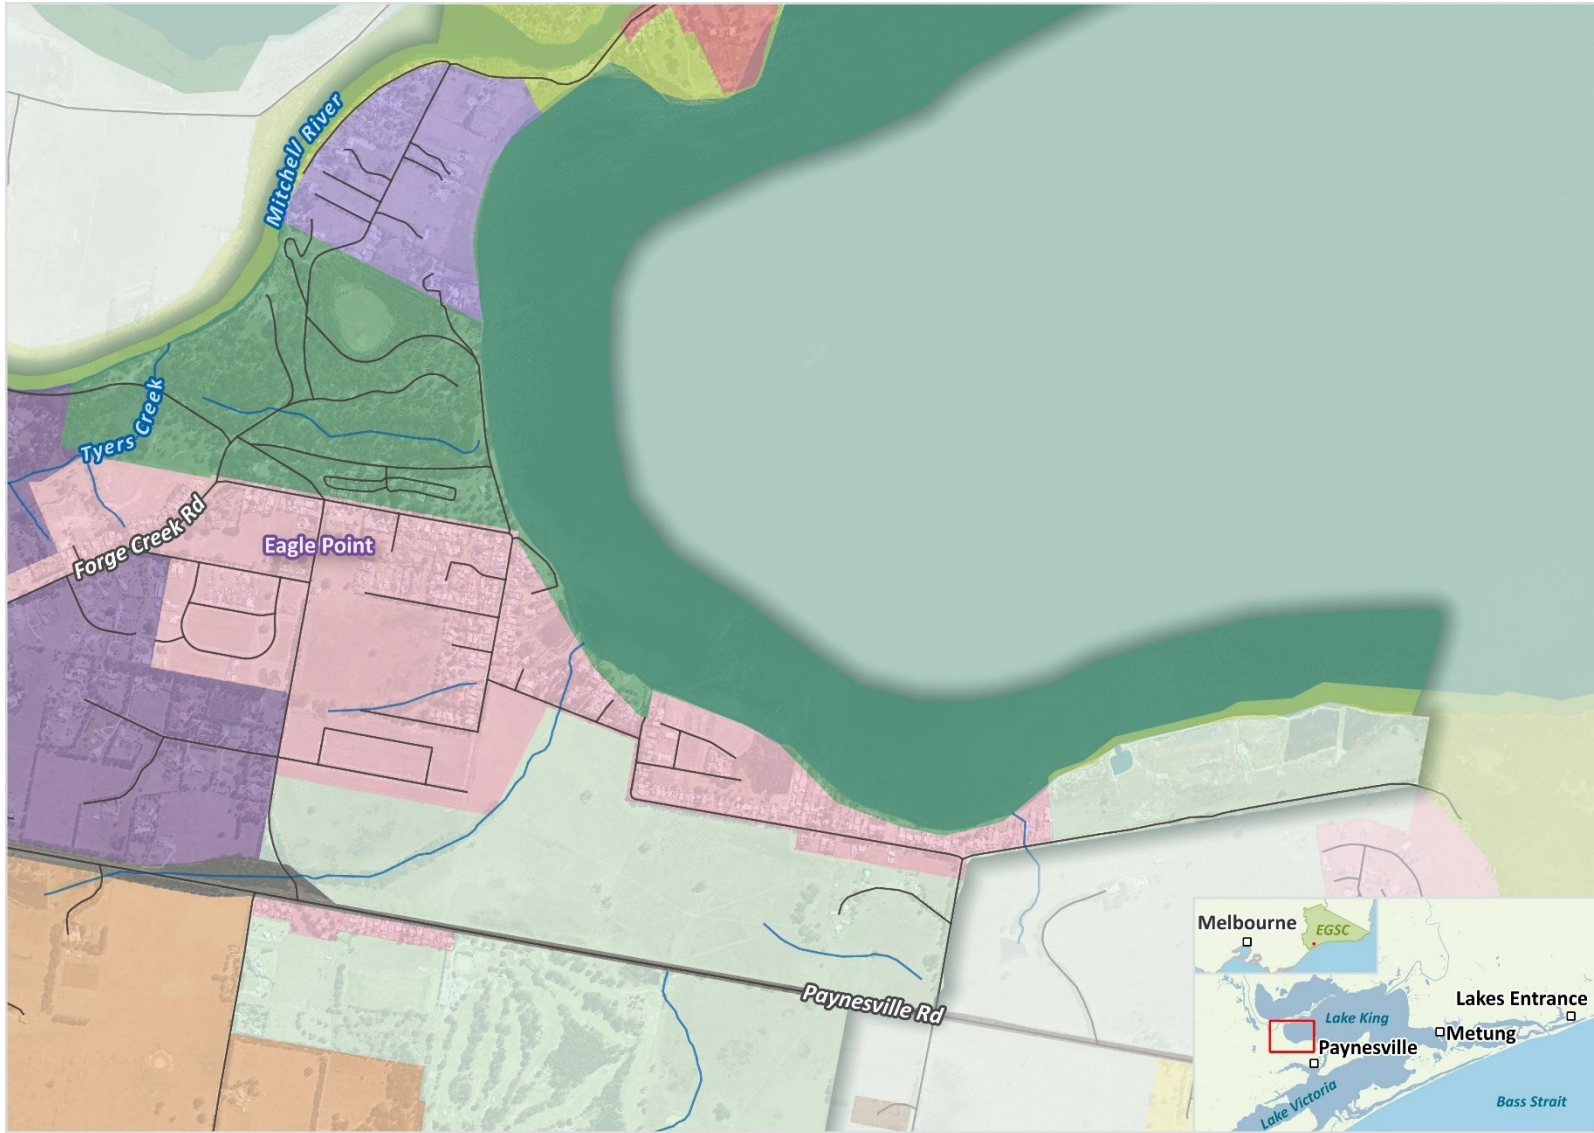 Mitchell River
Tyers Creek
Forge Creek Rd
Eagle Point
Paynesville Rd
Melbourne
EGSC
Lakes Entrance
Lake King
Metung
Paynesville
Lake Victoria
Bass Strait